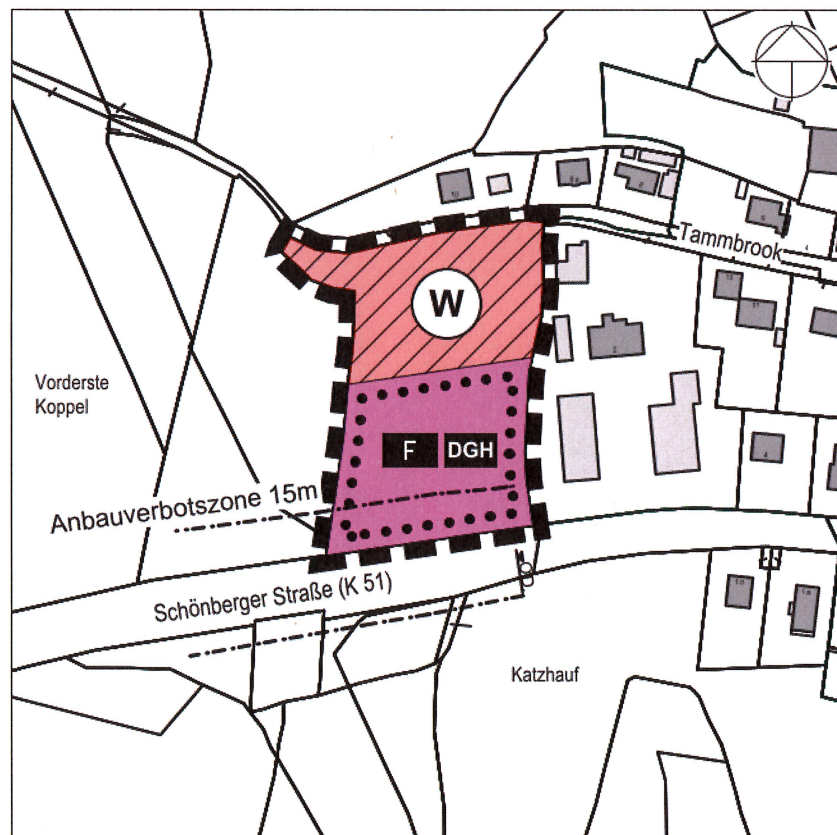 Tammbrook
W
Vorderste
Koppel
F
DGH
Anbauverbotszone 15m
Schönberger Straße (K 51)
Katzhauf